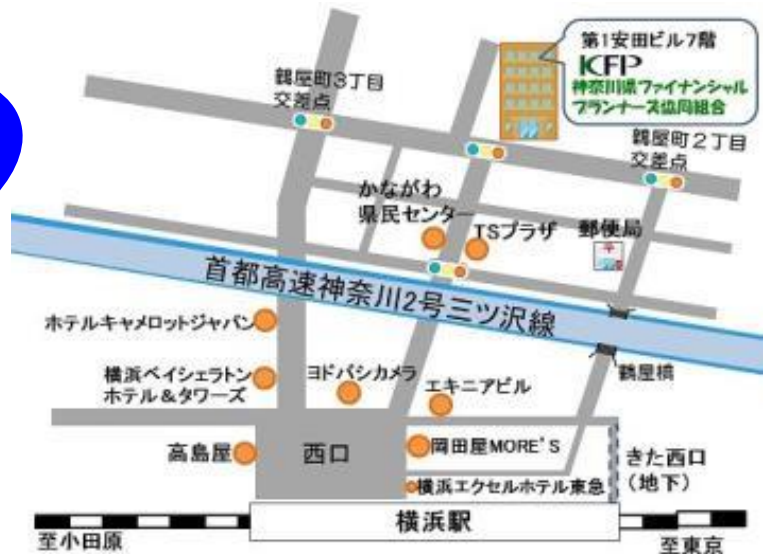 第1安田ビル7階
KFP
神奈川県ファイナンシャル
プランナーズ協同組合
鶴屋町3丁目
交差点
鶴屋町2丁目
交差点
かながわ
県民センター
TSプラザ
郵便局
首都高速神奈川2号三ツ沢線
ホテルキャメロットジャパン
横浜ベイシェラトン
ホテル&タワーズ
ヨドバシカメラ
エキニアビル
鶴屋橋
高島屋
西口
岡田屋MORE'S
きた西口
(地下)
横浜エクセルホテル東急
横浜駅
至小田原
至東京